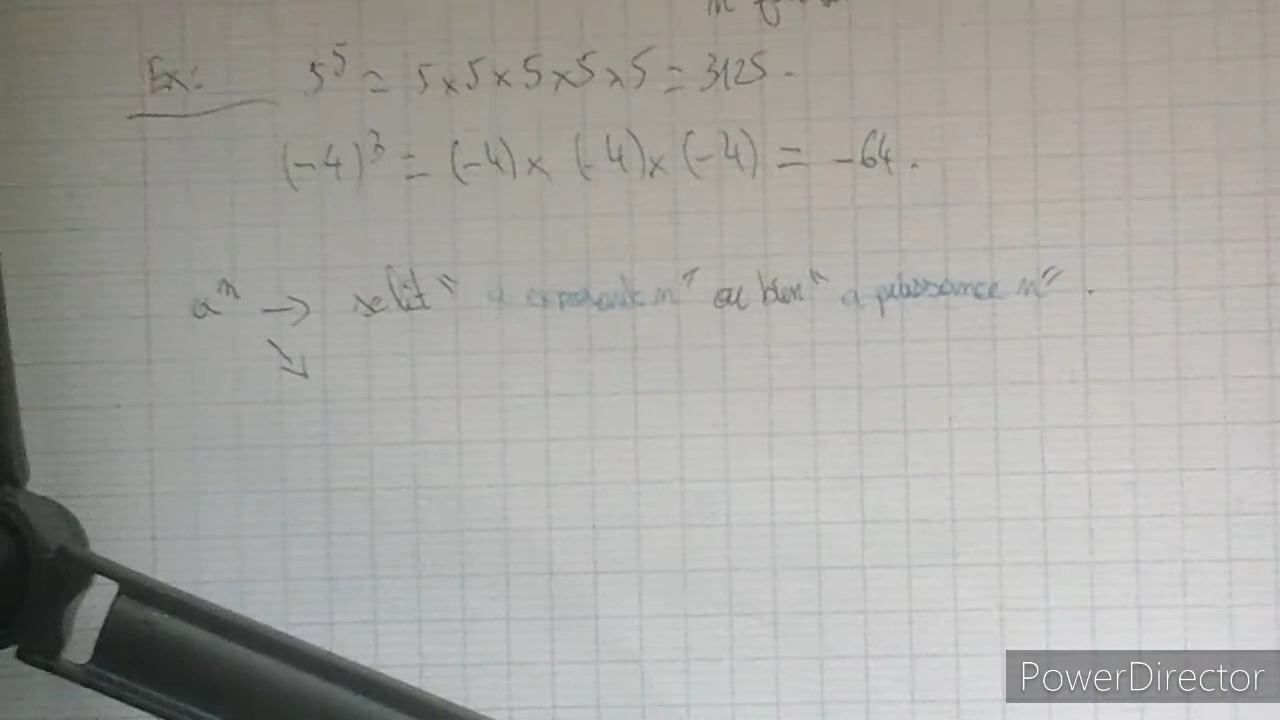 Ex: 5⁵ = 5 × 5 × 5 × 5 × 5 = 3125.
(-4)³ = (-4) × (-4) × (-4) = -64.
aⁿ → se lit " a exposant n " ou bien " a puissance n ".
PowerDirector